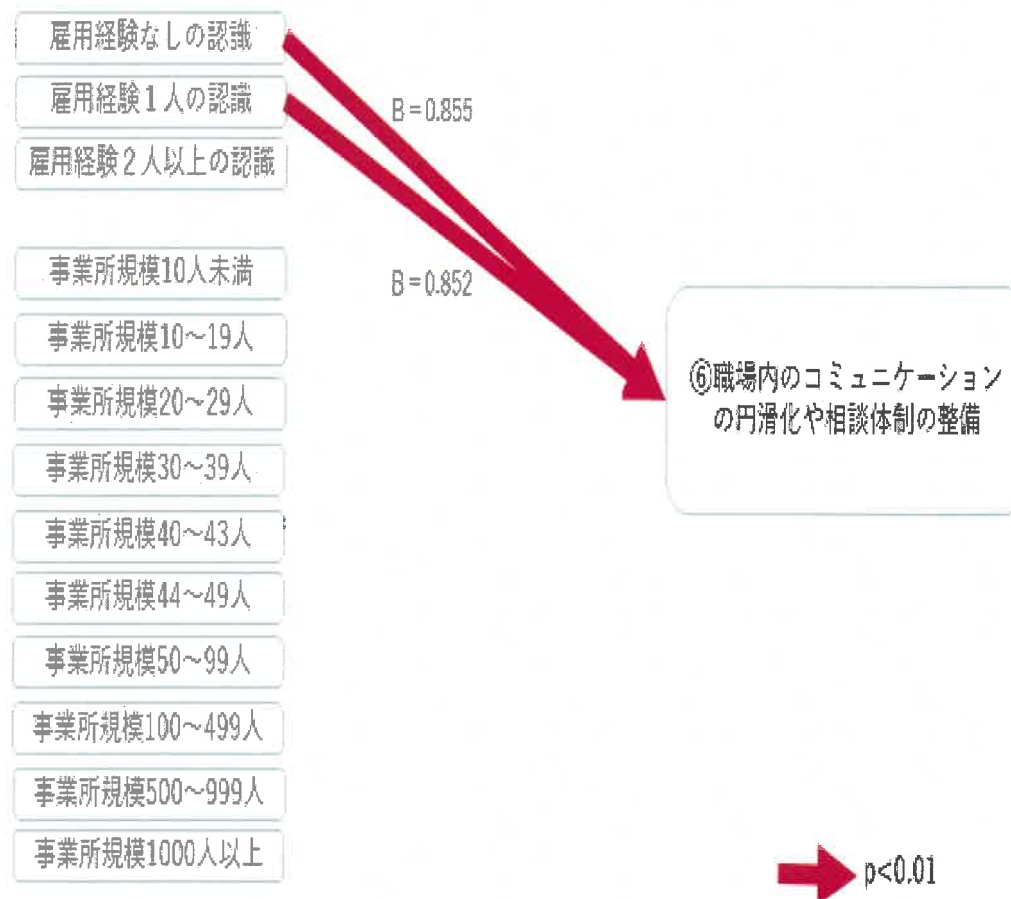 雇用経験なしの認識
雇用経験1人の認識
雇用経験2人以上の認識
B=0.855
B=0.852
事業所規模10人未満
事業所規模10～19人
事業所規模20～29人
事業所規模30～39人
事業所規模40～43人
事業所規模44～49人
事業所規模50～99人
事業所規模100～499人
事業所規模500～999人
事業所規模1000人以上
⑥職場内のコミュニケーション
の円滑化や相談体制の整備
p<0.01